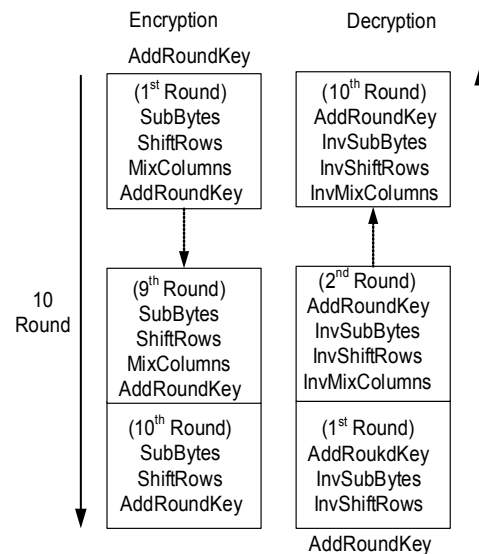 Encryption
AddRoundKey
(1st Round)
SubBytes
ShiftRows
MixColumns
AddRoundKey
(9th Round)
SubBytes
ShiftRows
MixColumns
AddRoundKey
(10th Round)
SubBytes
ShiftRows
AddRoundKey
10
Round
Decryption
(10th Round)
AddRoundKey
InvSubBytes
InvShiftRows
InvMixColumns
(2nd Round)
AddRoundKey
InvSubBytes
InvShiftRows
InvMixColumns
(1st Round)
AddRoukdKey
InvSubBytes
InvShiftRows
AddRoundKey